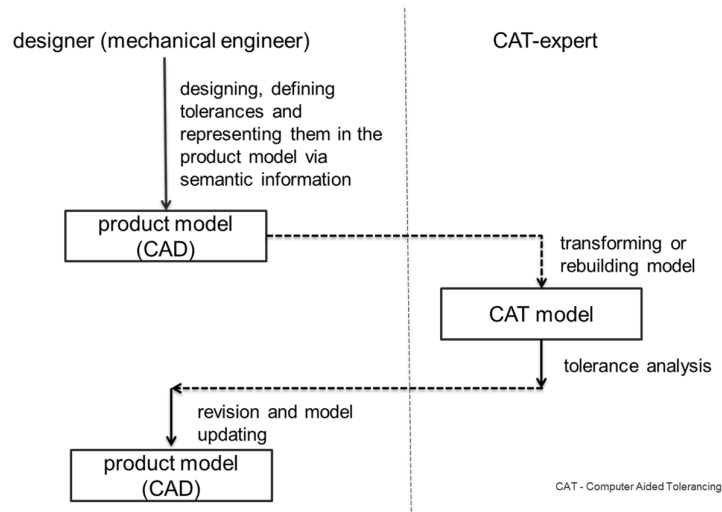 designer (mechanical engineer)
CAT-expert
designing, defining
tolerances and
representing them in the
product model via
semantic information
product model
(CAD)
transforming or
rebuilding model
CAT model
tolerance analysis
revision and model
updating
product model
(CAD)
CAT - Computer Aided Tolerancing